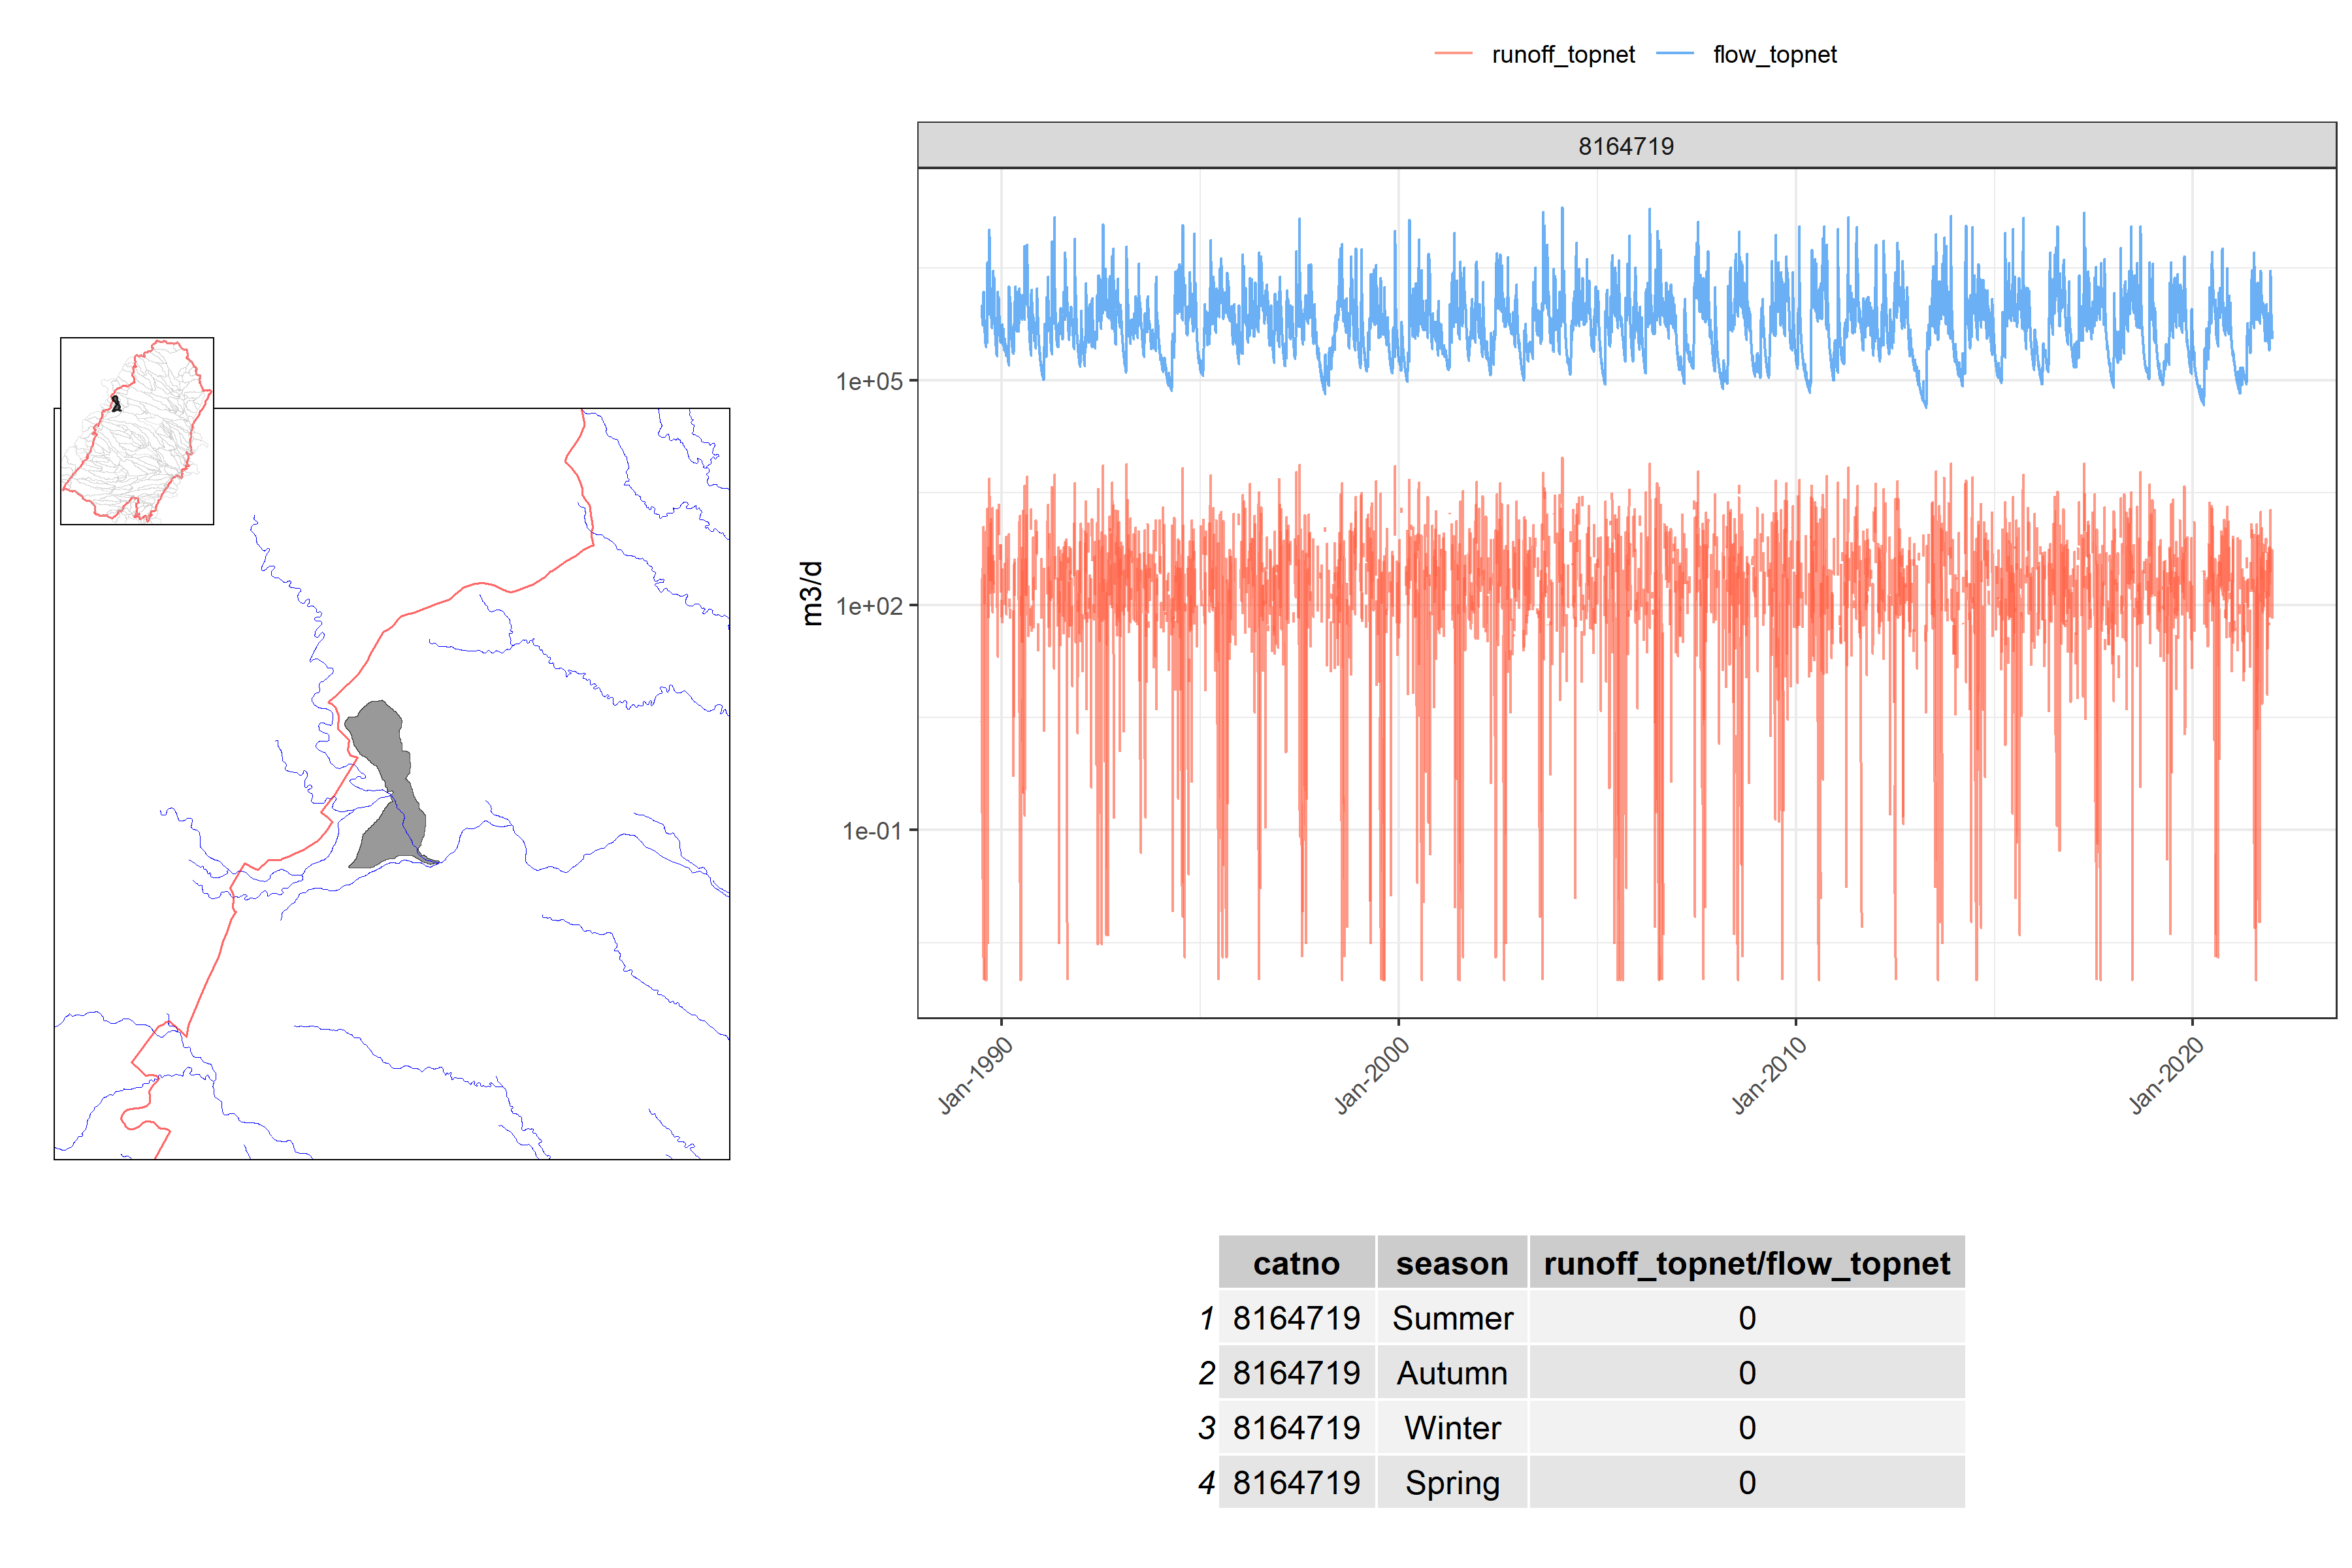 runoff_topnet flow_topnet
8164719
m3/d
1e+05
1e+02
1e-01
Jan-1990 Jan-2000 Jan-2010 Jan-2020
catno season runoff_topnet/flow_topnet
1 8164719 Summer 0
2 8164719 Autumn 0
3 8164719 Winter 0
4 8164719 Spring 0